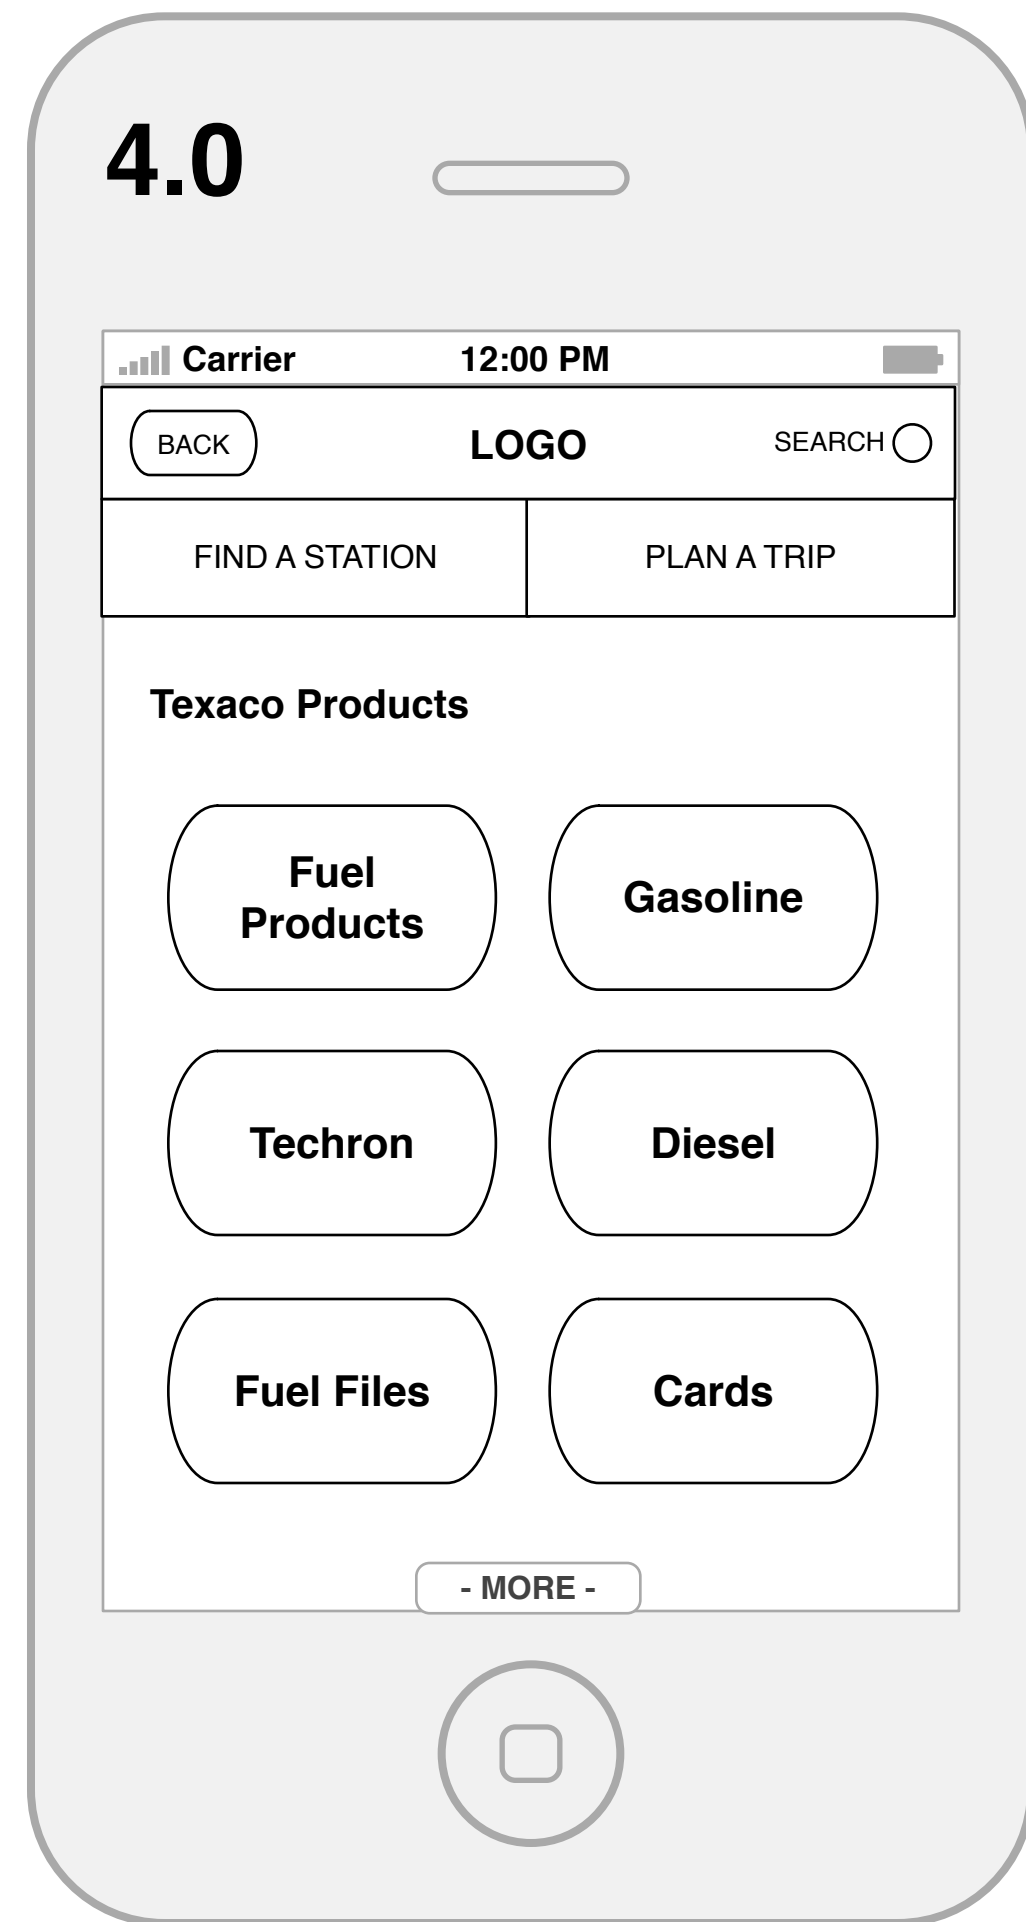 4.0
Carrier 12:00 PM
BACK LOGO SEARCH
FIND A STATION PLAN A TRIP
Texaco Products
Fuel
Products
Gasoline
Techron Diesel
Fuel Files Cards
- MORE -